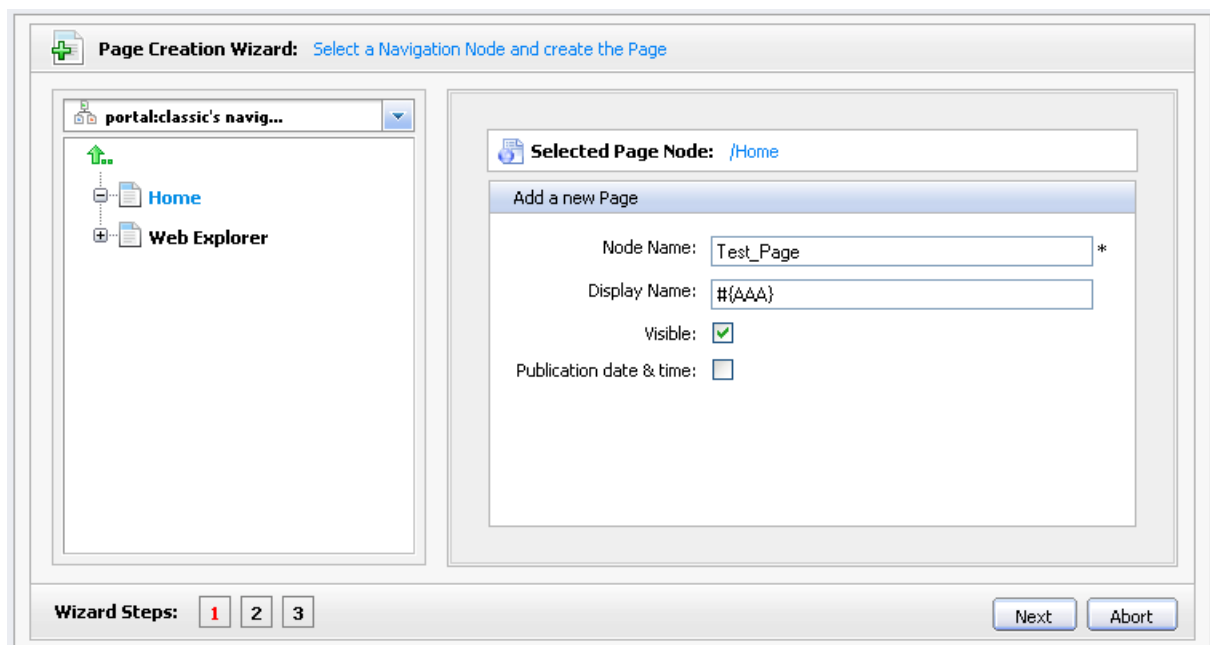 Page Creation Wizard: Select a Navigation Node and create the Page
portal:classic's navig...
Home
Web Explorer
Selected Page Node: /Home
Add a new Page
Node Name: Test_Page *
Display Name: #{AAA}
Visible:
Publication date & time:
Wizard Steps: 1 2 3
Next Abort